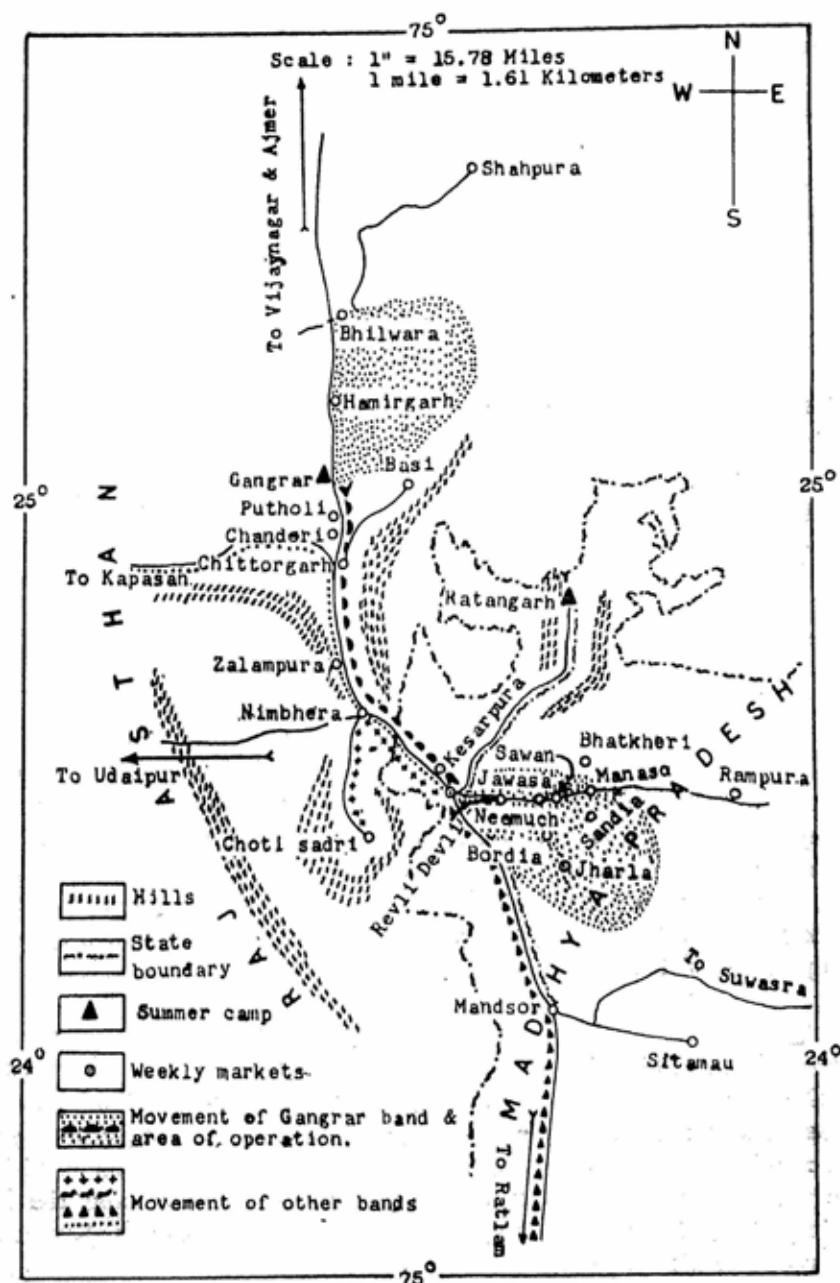 75°
Scale : 1" = 15.78 Miles
1 mile = 1.61 Kilometers
N
W E
S
To Vijaynagar & Ajmer
Shahpura
Bhilwara
Hamirgarh
Basi
Gangrar
25°
25°
Putholi
Chanderi
Chittorgarh
To Kapasan
Ratangarh
Zalampura
Nimbhera
Kesarpura
To Udaipur
Sawan
Bhatkheri
Jawasa
Manasa
Rampura
Neemuch
Sandia
Choti sadri
Revli Devli
Bordia
Jharla
RAJASTHAN
MADHYA PRADESH
To Suwasra
Mandsor
Sitamau
24°
24°
To Ratlam
Hills
State
boundary
Summer camp
Weekly markets
Movement of Gangrar band &
area of operation.
Movement of other bands
75°